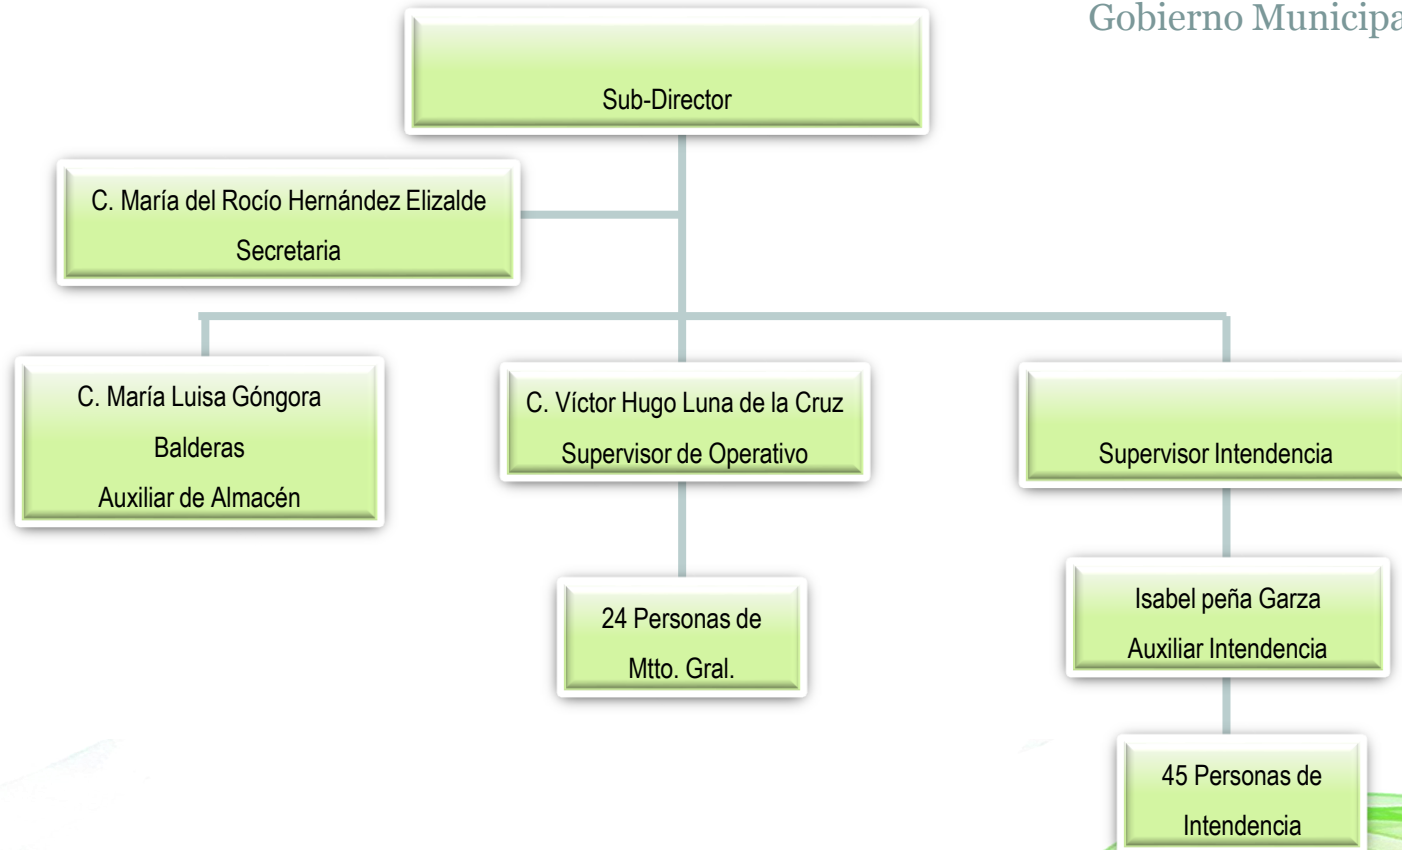 Gobierno Municipa
Sub-Director
C. María del Rocío Hernández Elizalde
Secretaria
C. María Luisa Góngora
Balderas
Auxiliar de Almacén
C. Víctor Hugo Luna de la Cruz
Supervisor de Operativo
Supervisor Intendencia
24 Personas de
Mtto. Gral.
Isabel peña Garza
Auxiliar Intendencia
45 Personas de
Intendencia